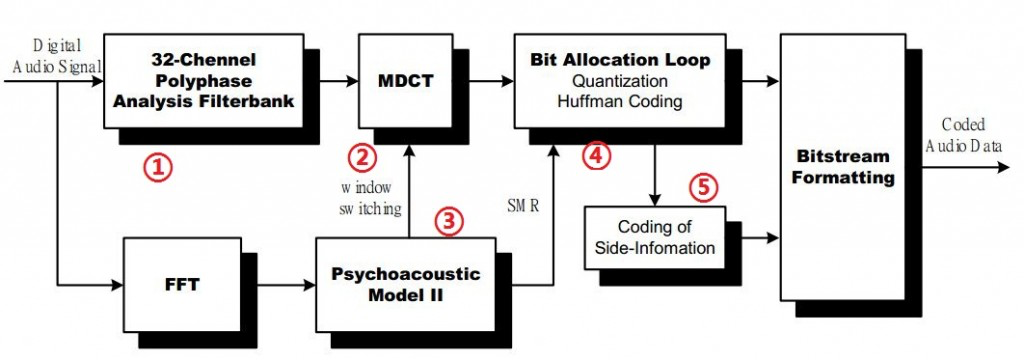 Digital
Audio Signal
32-Chennel
Polyphase
Analysis Filterbank
①
MDCT
②
window
switching
Bit Allocation Loop
Quantization
Huffman Coding
④
SMR
③
⑤
Coding of
Side-Infomation
Bitstream
Formatting
Coded
Audio Data
FFT
Psychoacoustic
Model II